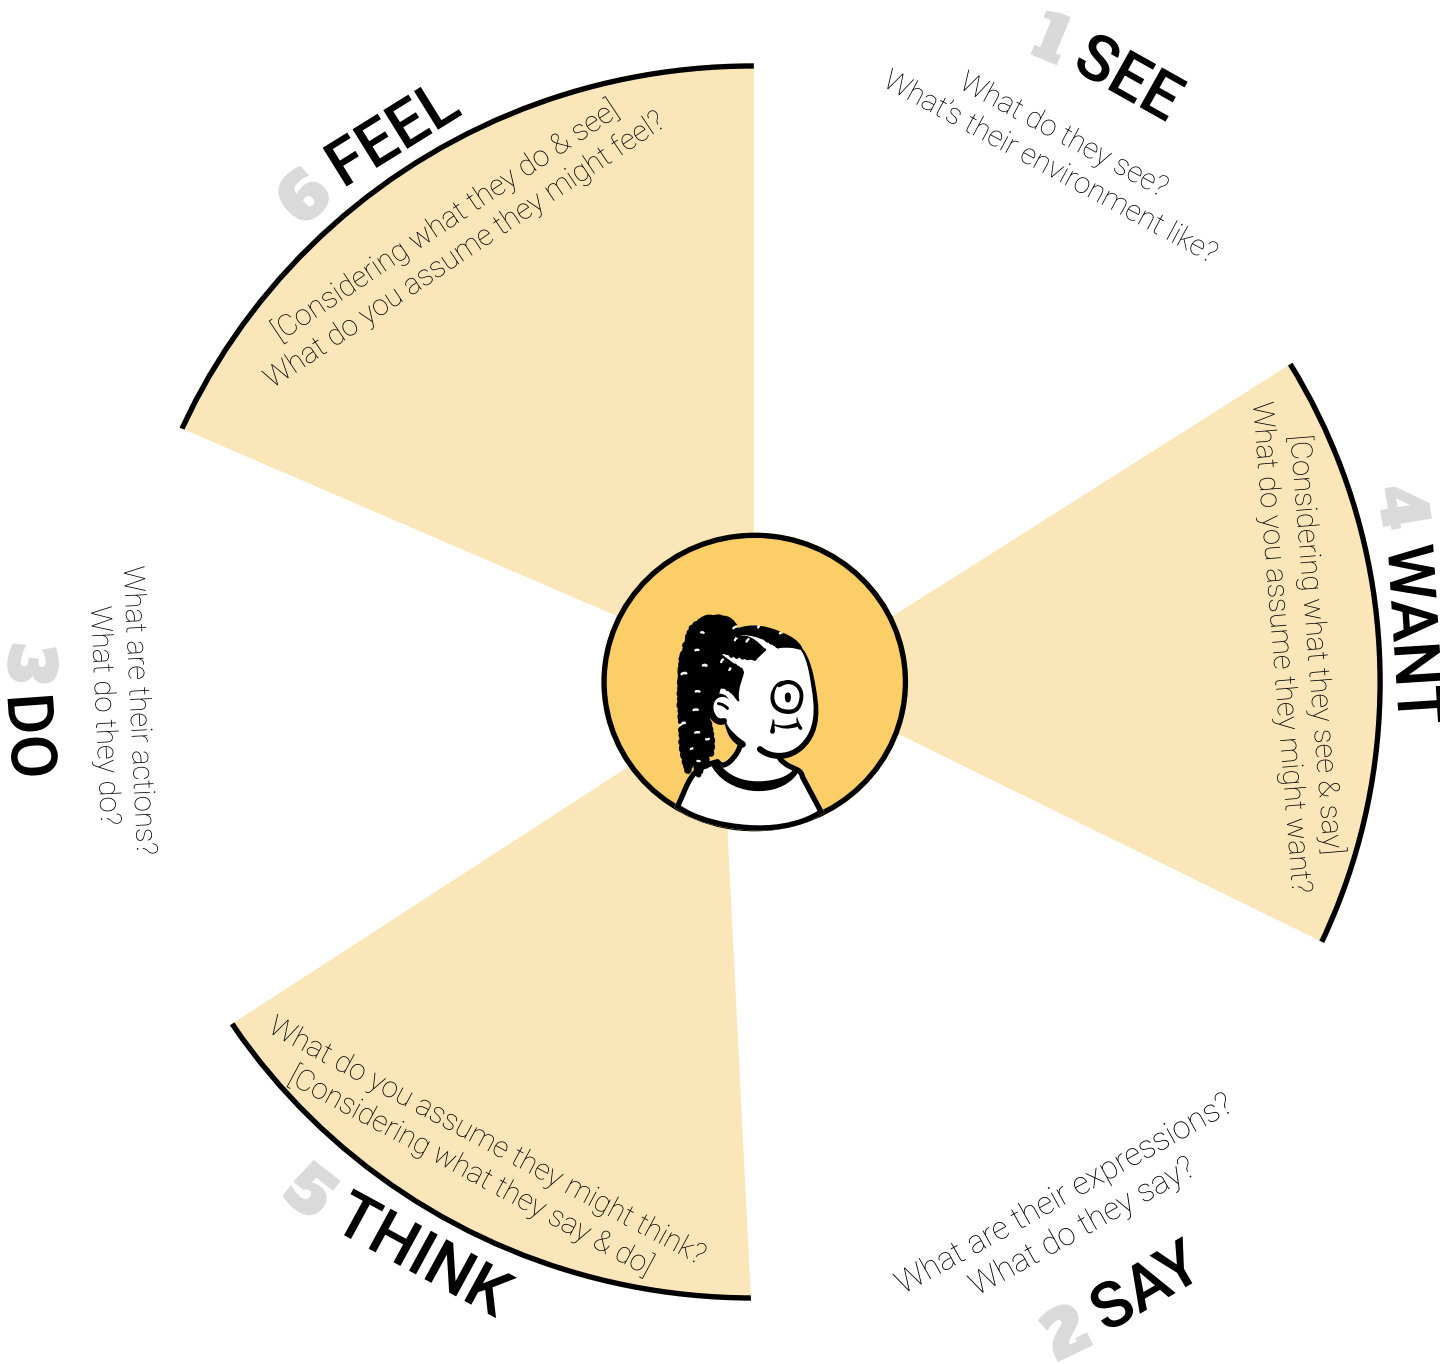 1 SEE
What do they see?
What's their environment like?
2 SAY
What are their expressions?
What do they say?
3 DO
What are their actions?
What do they do?
4 WANT
[Considering what they see & say]
What do you assume they might want?
5 THINK
What do you assume they might think?
[Considering what they say & do]
6 FEEL
[Considering what they do & see]
What do you assume they might feel?